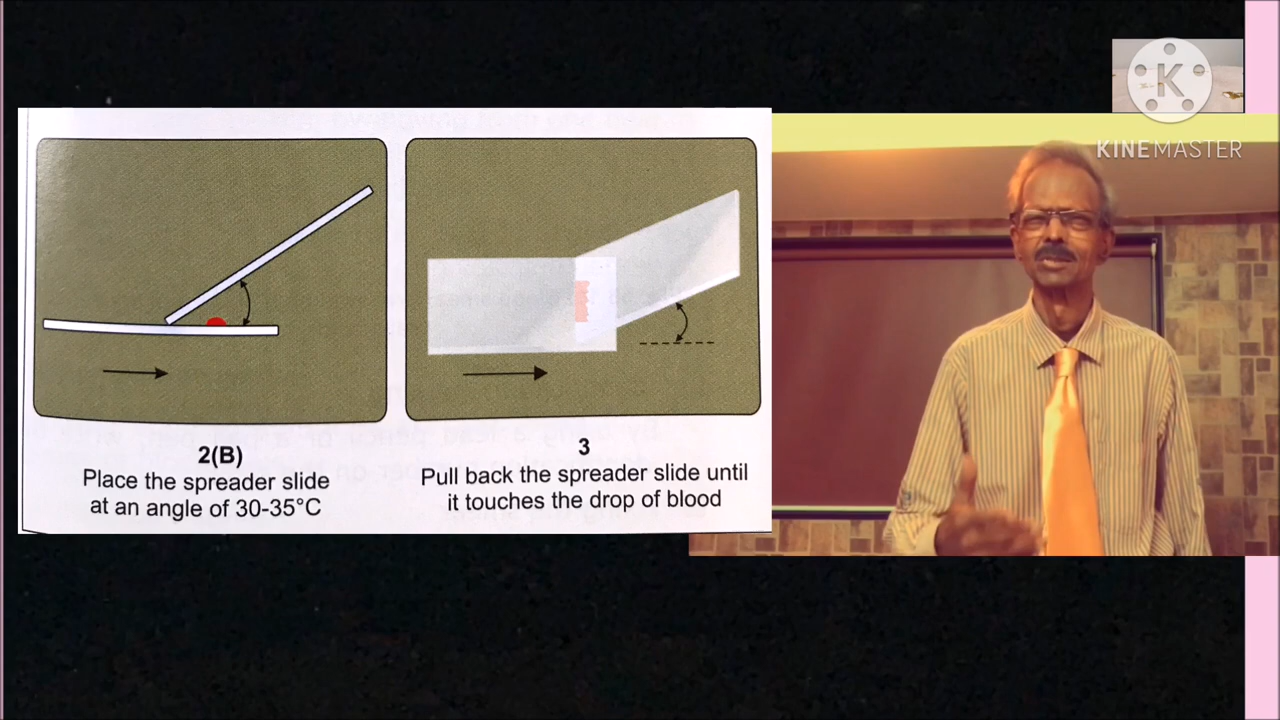 2(B)
Place the spreader slide
at an angle of 30-35°C
3
Pull back the spreader slide until
it touches the drop of blood
K
KINEMASTER